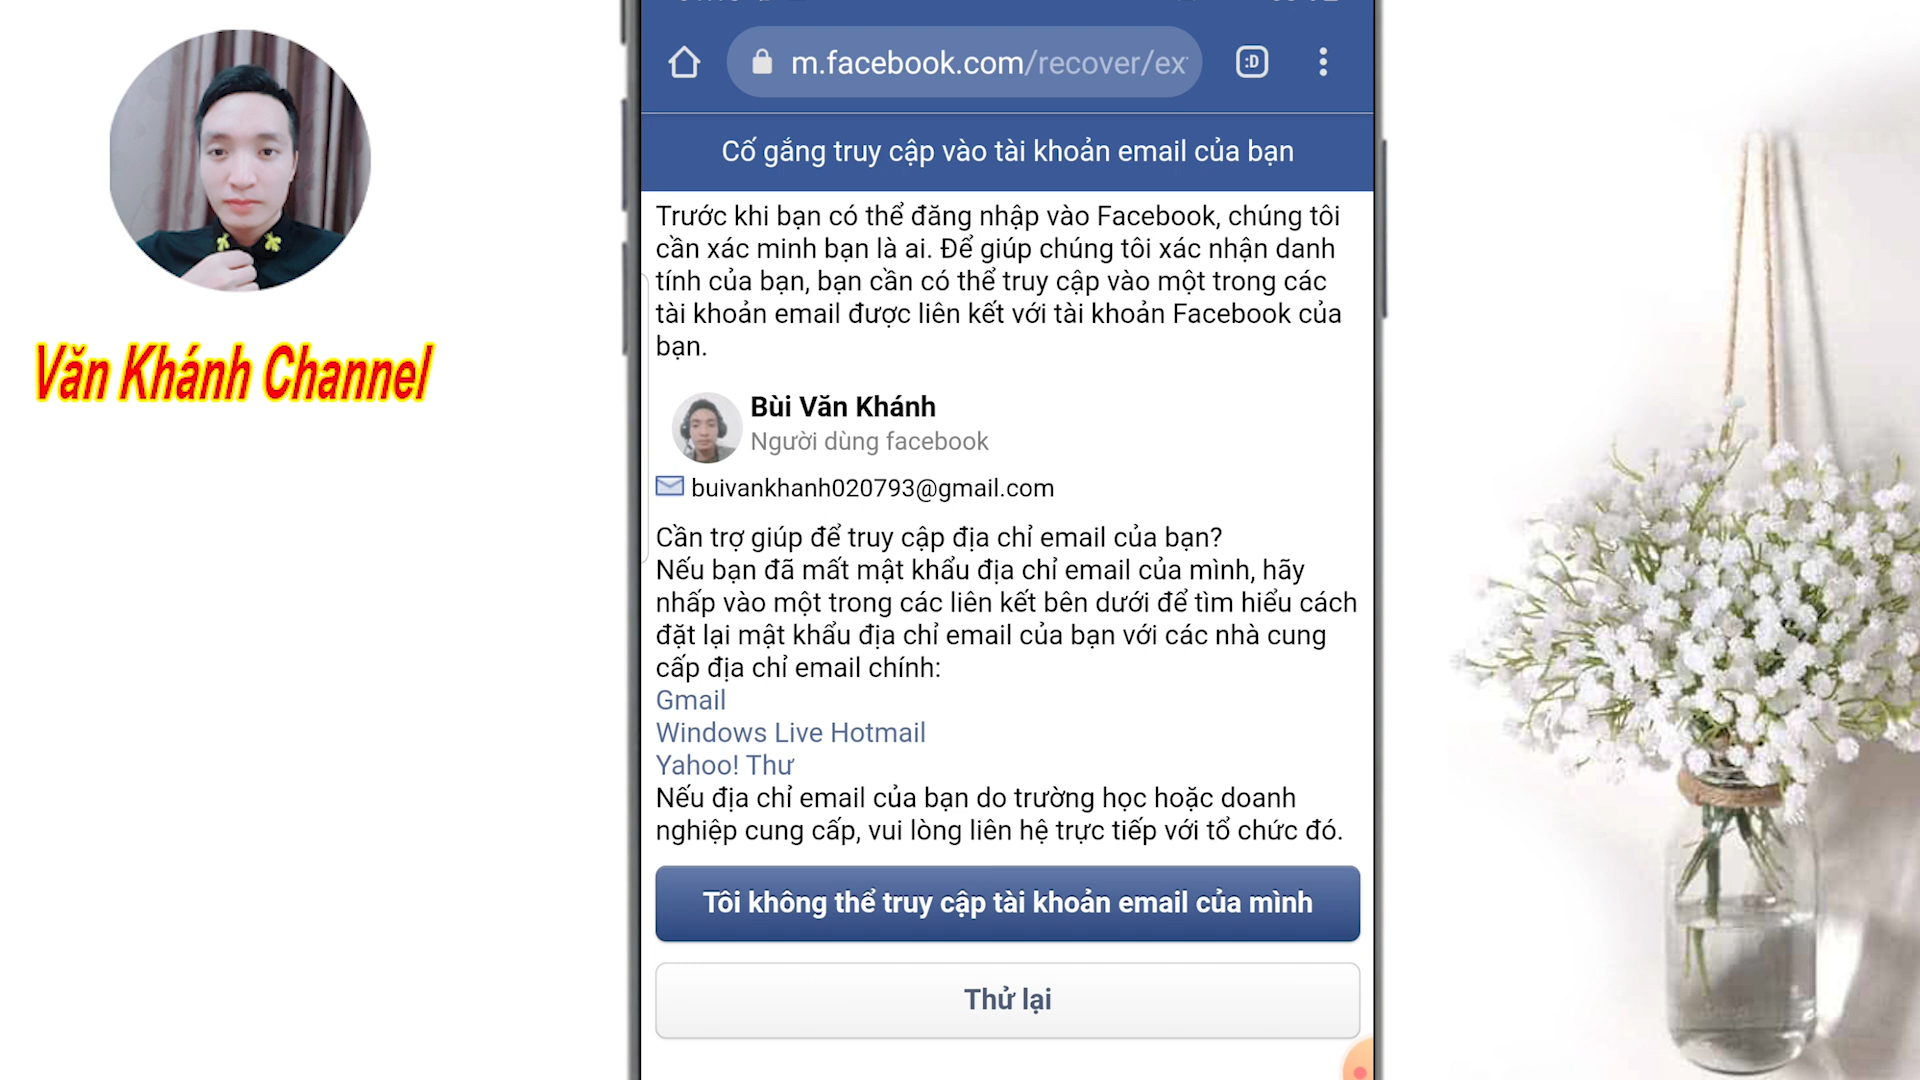 Văn Khánh Channel
m.facebook.com/recover/ex
Cố gắng truy cập vào tài khoản email của bạn
Trước khi bạn có thể đăng nhập vào Facebook, chúng tôi
cần xác minh bạn là ai. Để giúp chúng tôi xác nhận danh
tính của bạn, bạn cần có thể truy cập vào một trong các
tài khoản email được liên kết với tài khoản Facebook của
bạn.
Bùi Văn Khánh
Người dùng facebook
buivankhanh020793@gmail.com
Cần trợ giúp để truy cập địa chỉ email của bạn?
Nếu bạn đã mất mật khẩu địa chỉ email của mình, hãy
nhấp vào một trong các liên kết bên dưới để tìm hiểu cách
đặt lại mật khẩu địa chỉ email của bạn với các nhà cung
cấp địa chỉ email chính:
Gmail
Windows Live Hotmail
Yahoo! Thư
Nếu địa chỉ email của bạn do trường học hoặc doanh
nghiệp cung cấp, vui lòng liên hệ trực tiếp với tổ chức đó.
Tôi không thể truy cập tài khoản email của mình
Thử lại